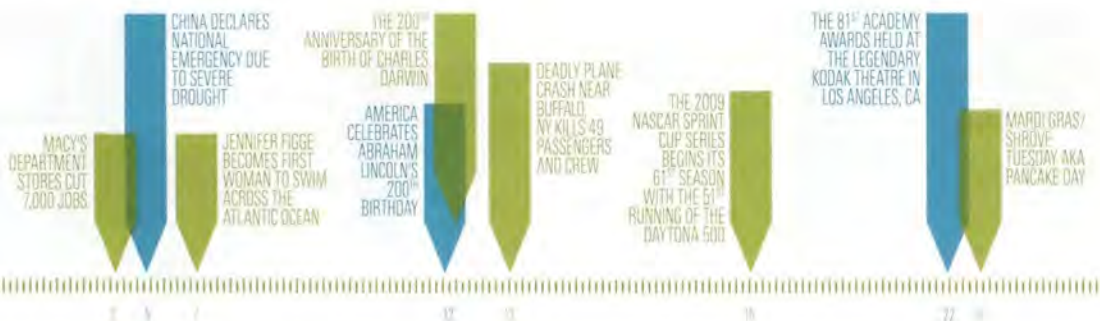 CHINA DECLARES
NATIONAL
EMERGENCY DUE
TO SEVERE
DROUGHT
MACY'S
DEPARTMENT
STORES CUT
7,000 JOBS
JENNIFER FIGGE
BECOMES FIRST
WOMAN TO SWIM
ACROSS THE
ATLANTIC OCEAN
THE 200TH
ANNIVERSARY OF THE
BIRTH OF CHARLES
DARWIN
AMERICA
CELEBRATES
ABRAHAM
LINCOLN'S
200TH
BIRTHDAY
DEADLY PLANE
CRASH NEAR
BUFFALO,
NY KILLS 49
PASSENGERS
AND CREW
THE 2009
NASCAR SPRINT
CUP SERIES
BEGINS ITS
61ST SEASON
WITH THE 51ST
RUNNING OF THE
DAYTONA 500
THE 81ST ACADEMY
AWARDS HELD AT
THE LEGENDARY
KODAK THEATRE IN
LOS ANGELES, CA
MARDI GRAS/
SHROVE
TUESDAY AKA
PANCAKE DAY
12
22